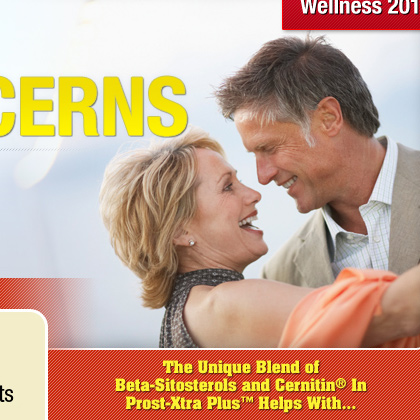 Wellness 201
CERNS
ts
The Unique Blend of
Beta-Sitosterols and Cernitin® In
Prost-Xtra Plus™ Helps With...